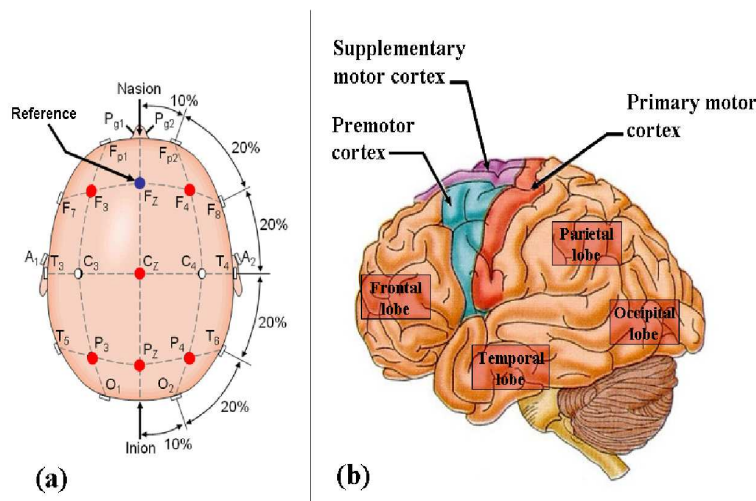 Nasion
10%
Reference
Pg1
Pg2
Fp1
Fp2
20%
F7
F3
FZ
F4
F8
20%
A1
T3
C3
CZ
C4
T4
A2
20%
T5
P3
PZ
P4
T6
O1
O2
20%
10%
Inion
(a)
Supplementary
motor cortex
Primary motor
cortex
Premotor
cortex
Parietal
lobe
Frontal
lobe
Occipital
lobe
Temporal
lobe
(b)